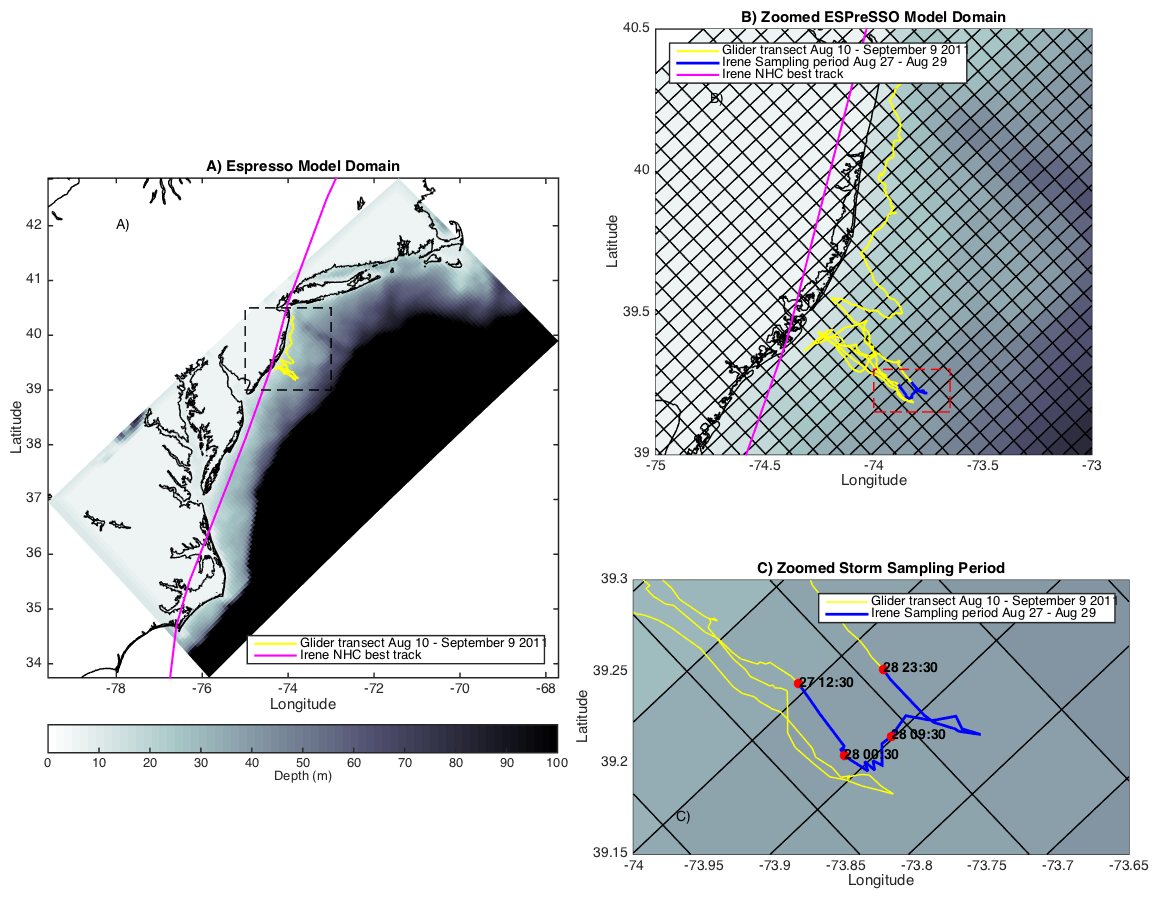 A) Espresso Model Domain
A)
42
41
40
39
38
37
36
35
34
Latitude
-78
-76
-74
-72
-70
-68
Longitude
Glider transect Aug 10 - September 9 2011
Irene NHC best track
0
10
20
30
40
50
60
70
80
90
100
Depth (m)
B) Zoomed ESPreSSO Model Domain
Glider transect Aug 10 - September 9 2011
Irene Sampling period Aug 27 - Aug 29
Irene NHC best track
B)
40.5
40
39.5
39
Latitude
-75
-74.5
-74
-73.5
-73
Longitude
C) Zoomed Storm Sampling Period
Glider transect Aug 10 - September 9 2011
Irene Sampling period Aug 27 - Aug 29
39.3
39.25
39.2
39.15
Latitude
28 23:30
27 12:30
28 09:30
28 00:30
C)
-74
-73.95
-73.9
-73.85
-73.8
-73.75
-73.7
-73.65
Longitude